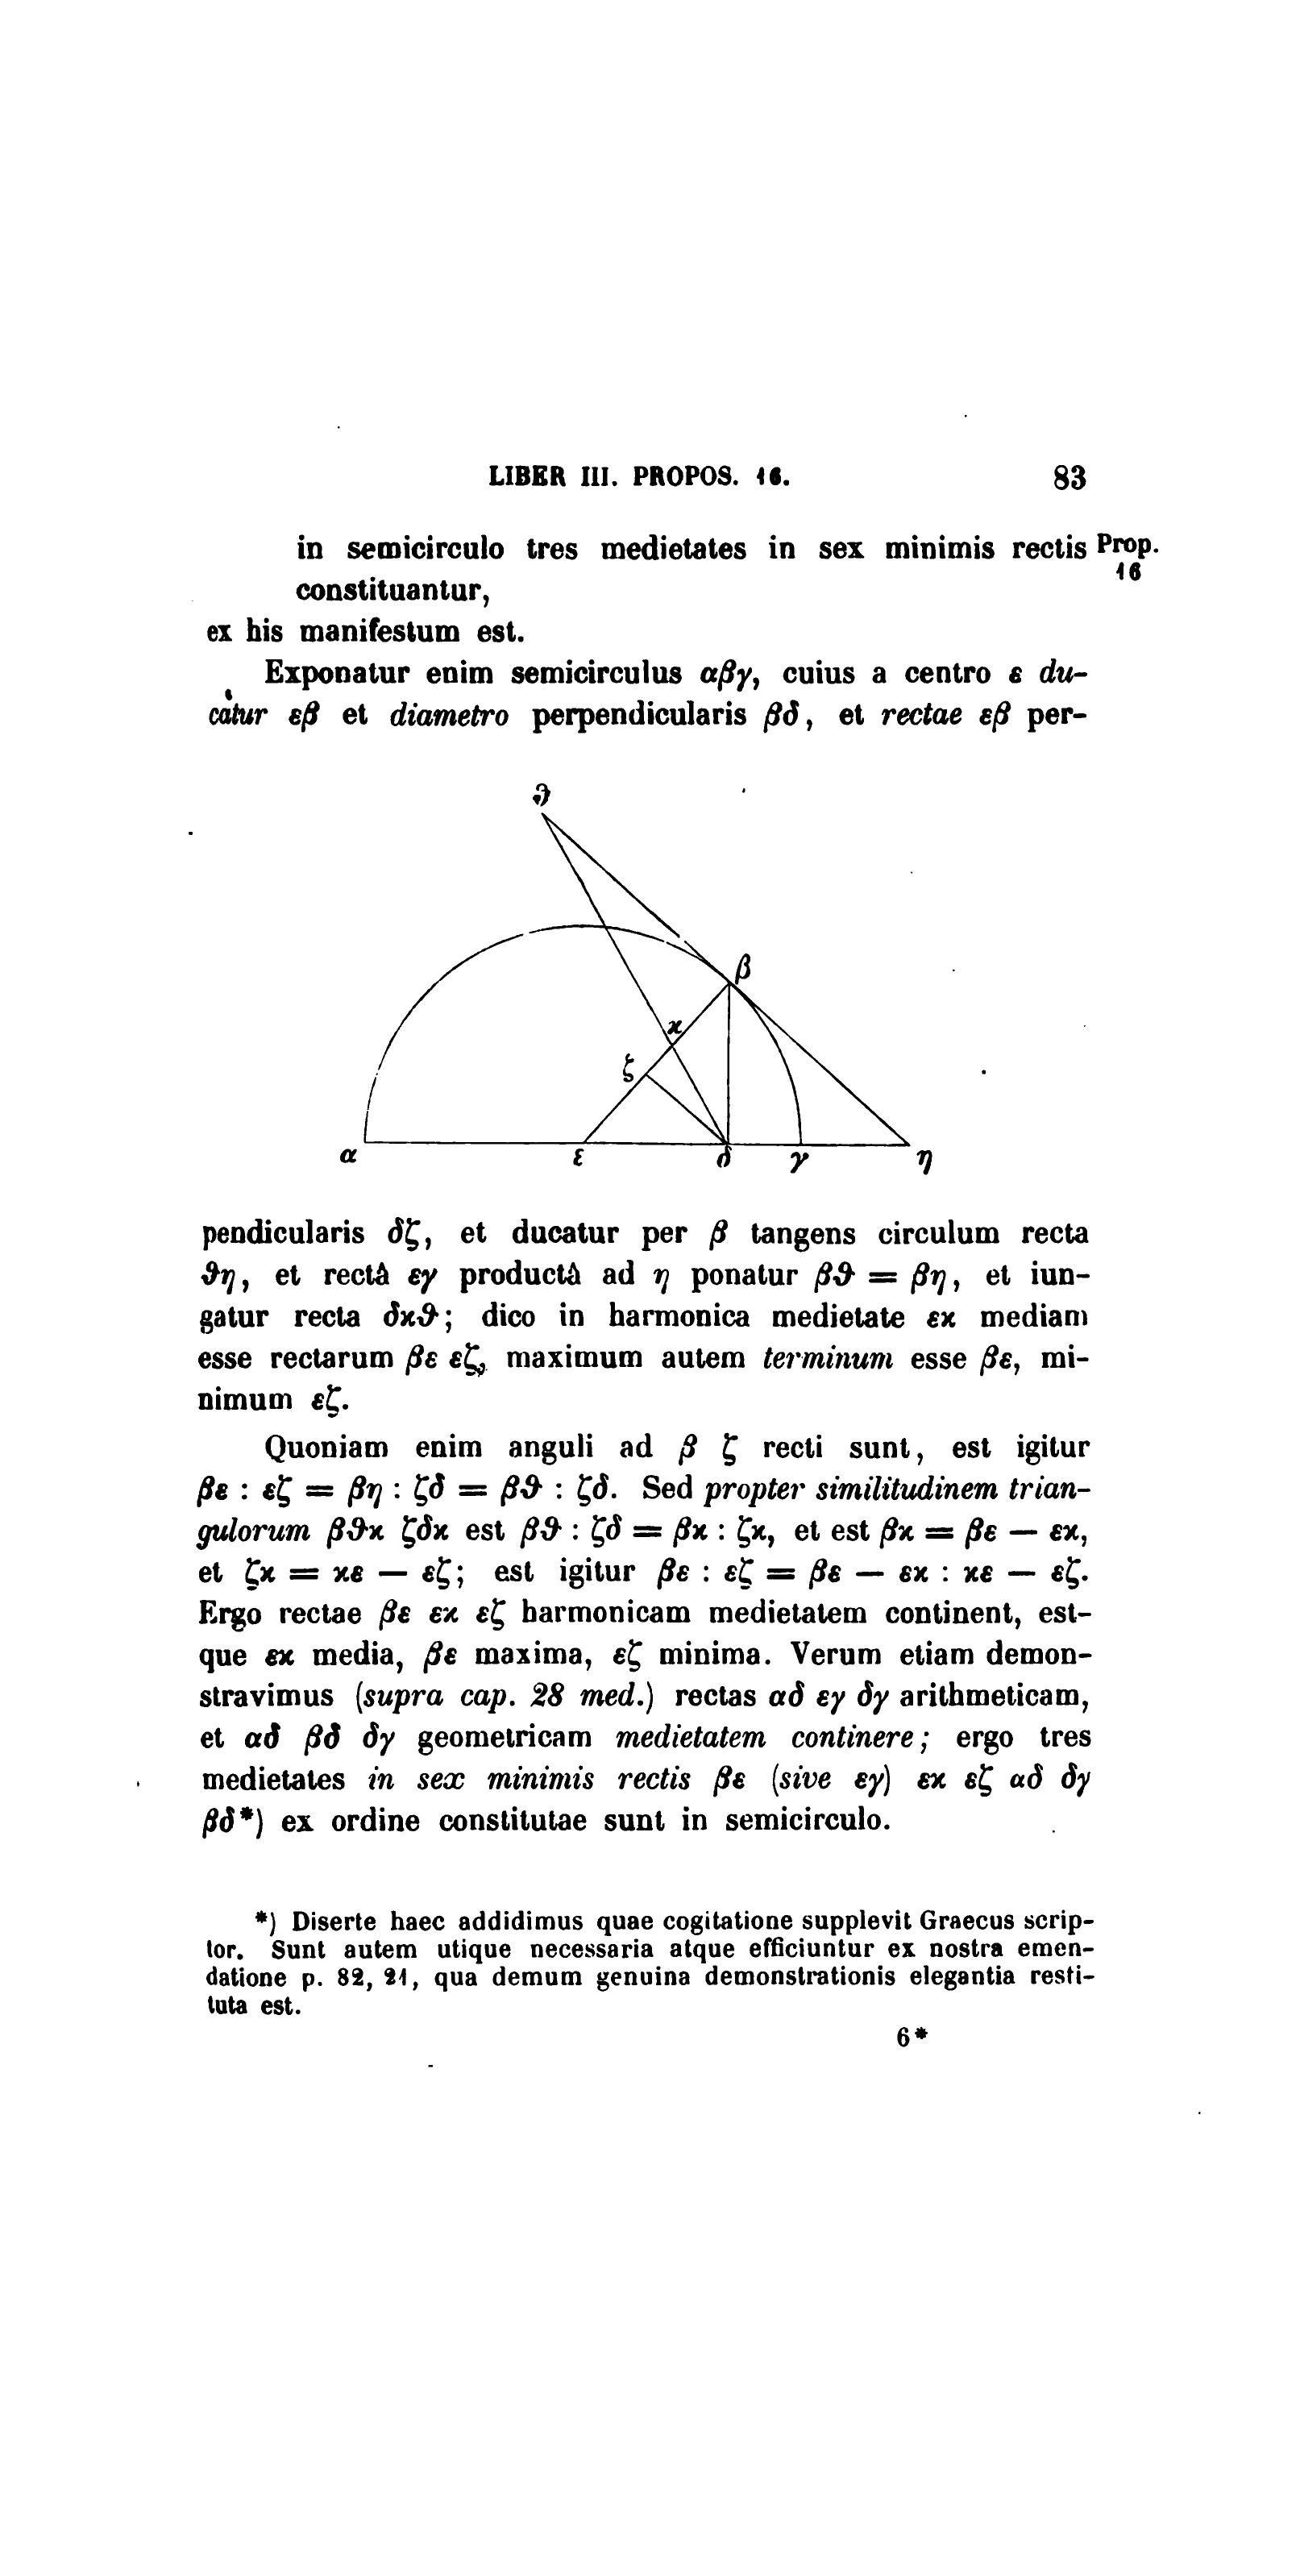 LIBER III. PROPOS. 16. 83
in semicirculo tres medietates in sex minimis rectis Prop.
16
constituantur,
ex his manifestum est.
Exponatur enim semicirculus αβγ, cuius a centro ε du-
catur εβ et diametro perpendicularis βδ, et rectae εβ per-
ϑ
β
κ
ζ
α ε δ γ η
pendicularis δζ, et ducatur per β tangens circulum recta
ϑη, et rectâ εγ productâ ad η ponatur βϑ = βη, et iun-
gatur recta δκϑ; dico in harmonica medietate εκ mediam
esse rectarum βε εζ, maximum autem terminum esse βε, mi-
nimum εζ.
Quoniam enim anguli ad β ζ recti sunt, est igitur
βε : εζ = βη : ζδ = βϑ : ζδ. Sed propter similitudinem trian-
gulorum βϑκ ζδκ est βϑ : ζδ = βκ : ζκ, et est βκ = βε — εκ,
et ζκ = κε — εζ; est igitur βε : εζ = βε — εκ : κε — εζ.
Ergo rectae βε εκ εζ harmonicam medietatem continent, est-
que εκ media, βε maxima, εζ minima. Verum etiam demon-
stravimus (supra cap. 28 med.) rectas αδ εγ δγ arithmeticam,
et αδ βδ δγ geometricam medietatem continere; ergo tres
medietates in sex minimis rectis βε (sive εγ) εκ εζ αδ δγ
βδ*) ex ordine constitutae sunt in semicirculo.
*) Diserte haec addidimus quae cogitatione supplevit Graecus scrip-
tor. Sunt autem utique necessaria atque efficiuntur ex nostra emen-
datione p. 82, 21, qua demum genuina demonstrationis elegantia resti-
tuta est.
6*